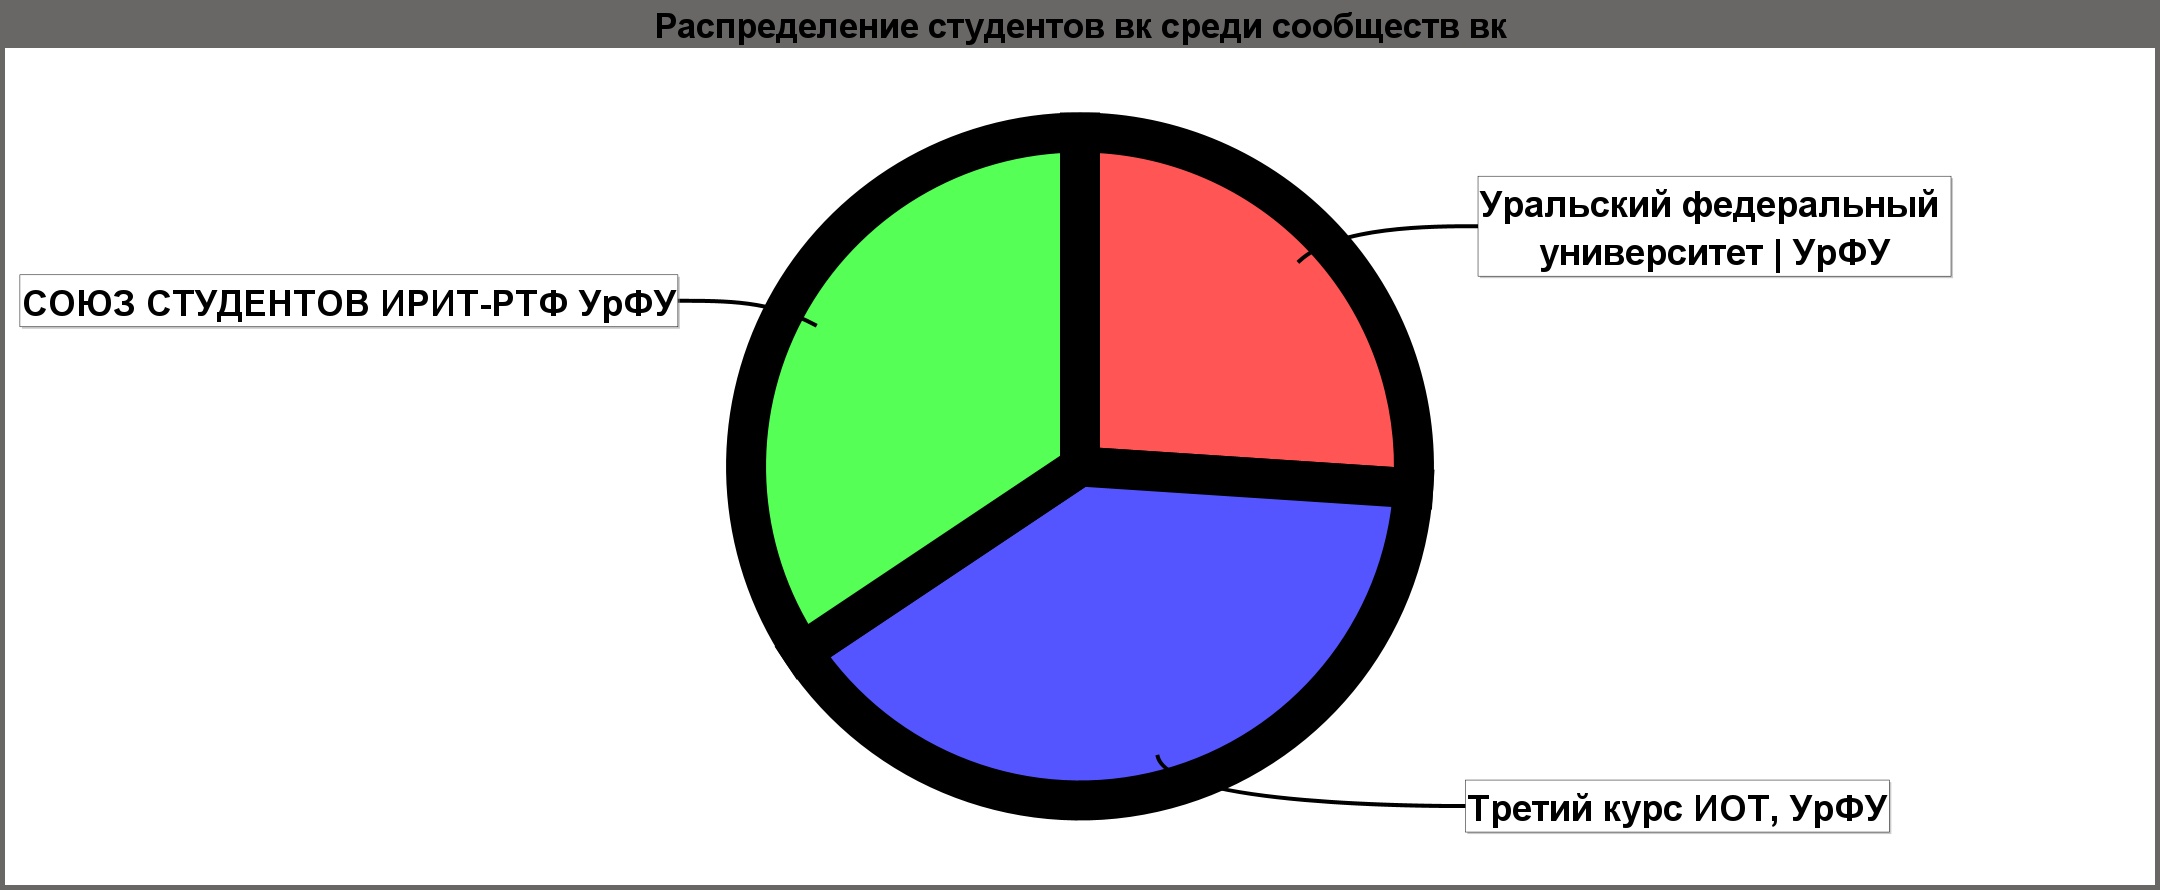 Распределение студентов вк среди сообществ вк
Уральский федеральный
университет | УрФУ
СОЮЗ СТУДЕНТОВ ИРИТ-РТФ УрФУ
Третий курс ИОТ, УрФУ